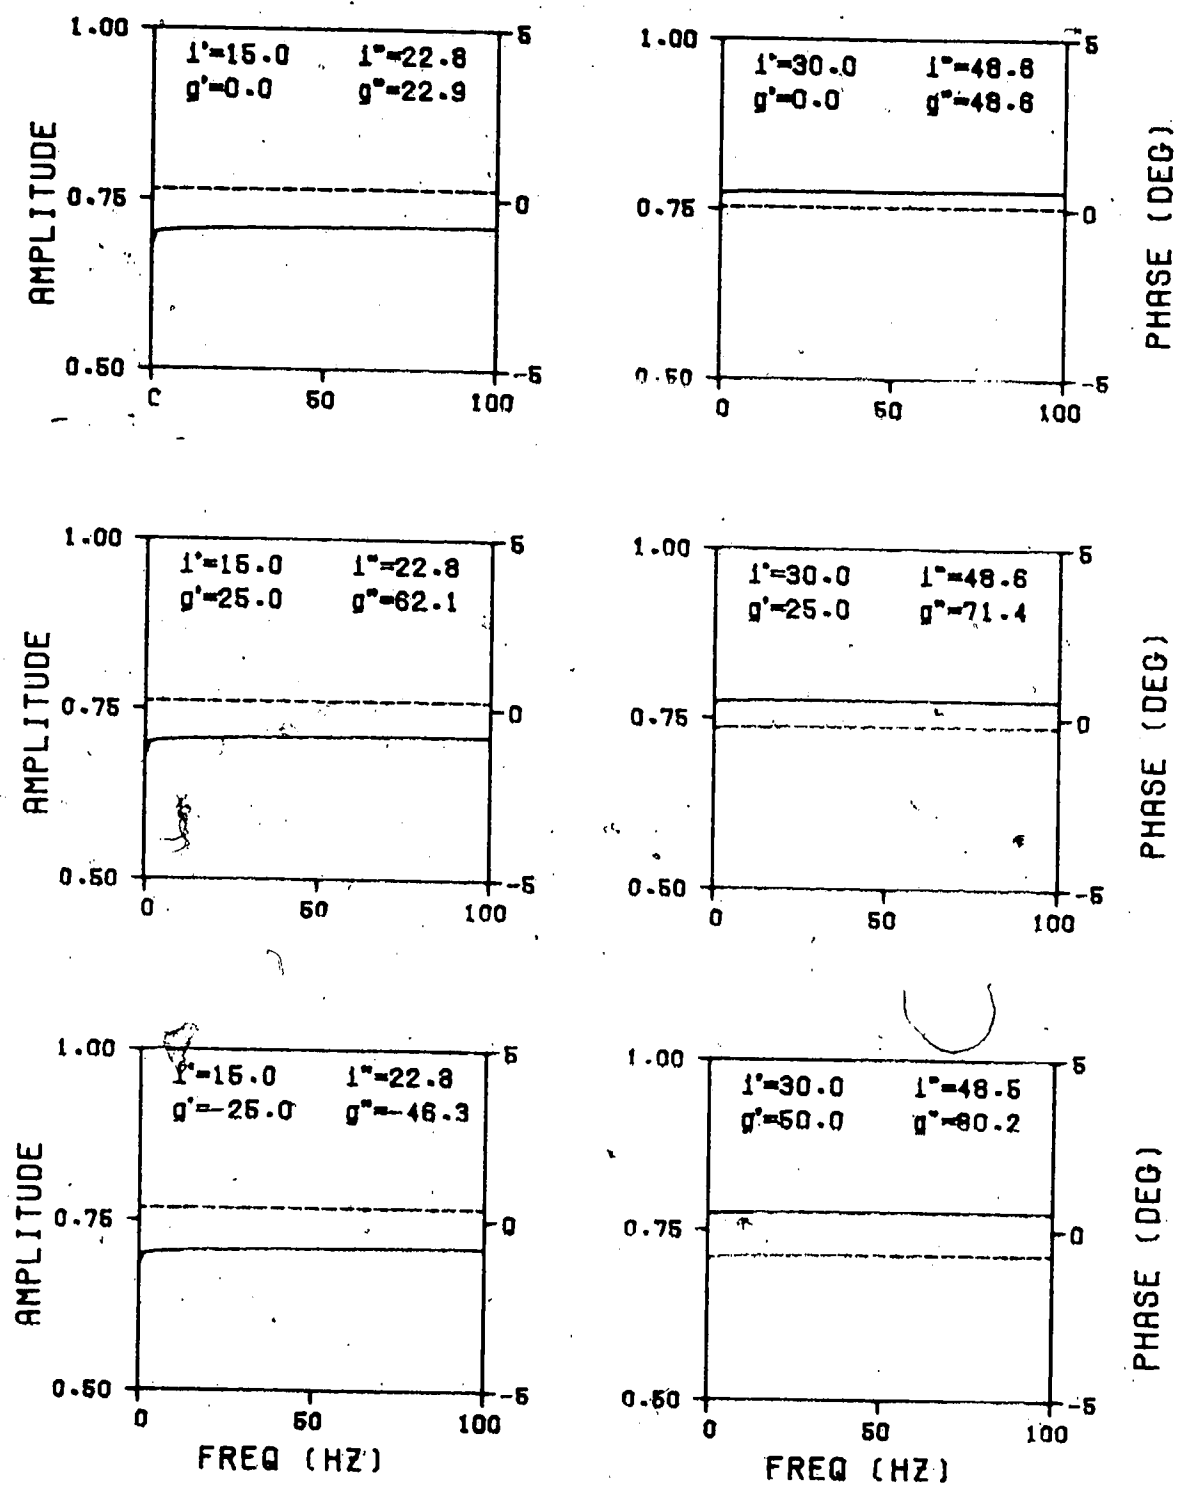 1.00 5
i'=15.0 i"=22.8
g'=0.0 g"=22.9
AMPLITUDE
0.75 0
0.50 -5
0 50 100
1.00 5
i'=30.0 i"=48.6
g'=0.0 g"=48.6
0.75 0
PHASE (DEG)
0.50 -5
0 50 100
1.00 5
i'=15.0 i"=22.8
g'=25.0 g"=62.1
AMPLITUDE
0.75 0
0.50 -5
0 50 100
1.00 5
i'=30.0 i"=48.6
g'=25.0 g"=71.4
0.75 0
PHASE (DEG)
0.50 -5
0 50 100
1.00 5
i'=15.0 i"=22.8
g'=-25.0 g"=-46.3
AMPLITUDE
0.75 0
0.50 -5
0 50 100
FREQ (HZ)
1.00 5
i'=30.0 i"=48.5
g'=50.0 g"=80.2
0.75 0
PHASE (DEG)
0.50 -5
0 50 100
FREQ (HZ)